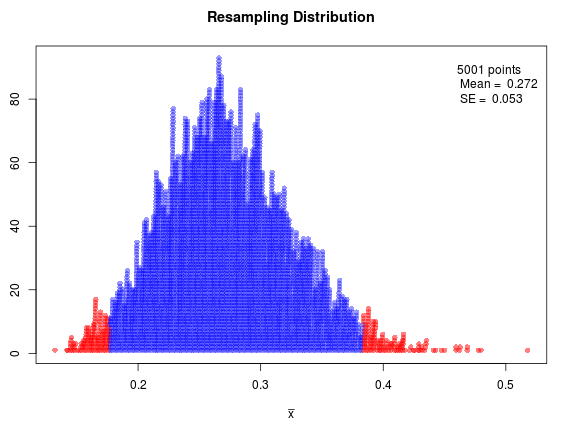 Resampling Distribution
5001 points
Mean = 0.272
SE = 0.053
80
60
40
20
0
0.2 0.3 0.4 0.5
x̅